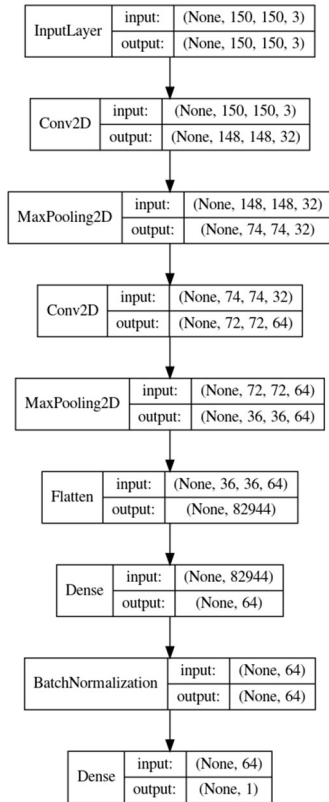 InputLayer
input: (None, 150, 150, 3)
output: (None, 150, 150, 3)
Conv2D
input: (None, 150, 150, 3)
output: (None, 148, 148, 32)
MaxPooling2D
input: (None, 148, 148, 32)
output: (None, 74, 74, 32)
Conv2D
input: (None, 74, 74, 32)
output: (None, 72, 72, 64)
MaxPooling2D
input: (None, 72, 72, 64)
output: (None, 36, 36, 64)
Flatten
input: (None, 36, 36, 64)
output: (None, 82944)
Dense
input: (None, 82944)
output: (None, 64)
BatchNormalization
input: (None, 64)
output: (None, 64)
Dense
input: (None, 64)
output: (None, 1)